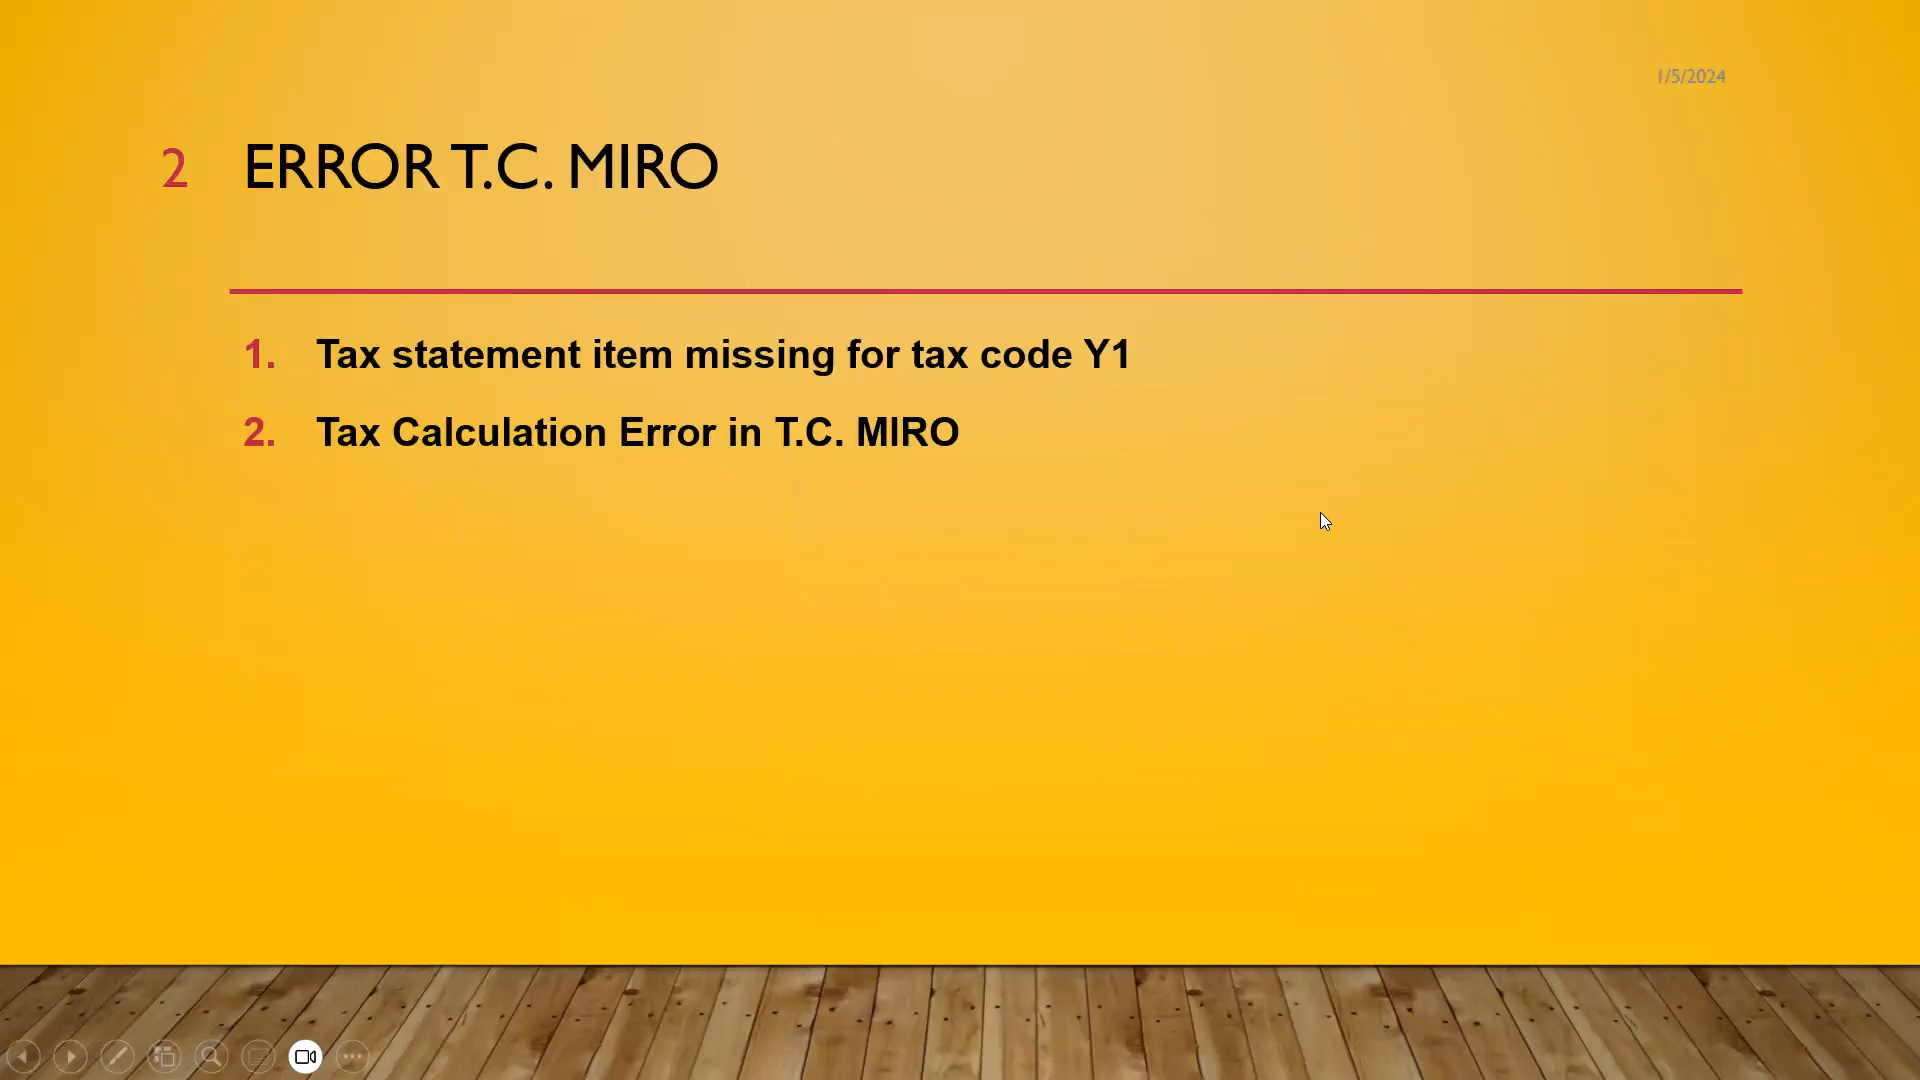 1/5/2024
2 ERROR T.C. MIRO
1. Tax statement item missing for tax code Y1
2. Tax Calculation Error in T.C. MIRO